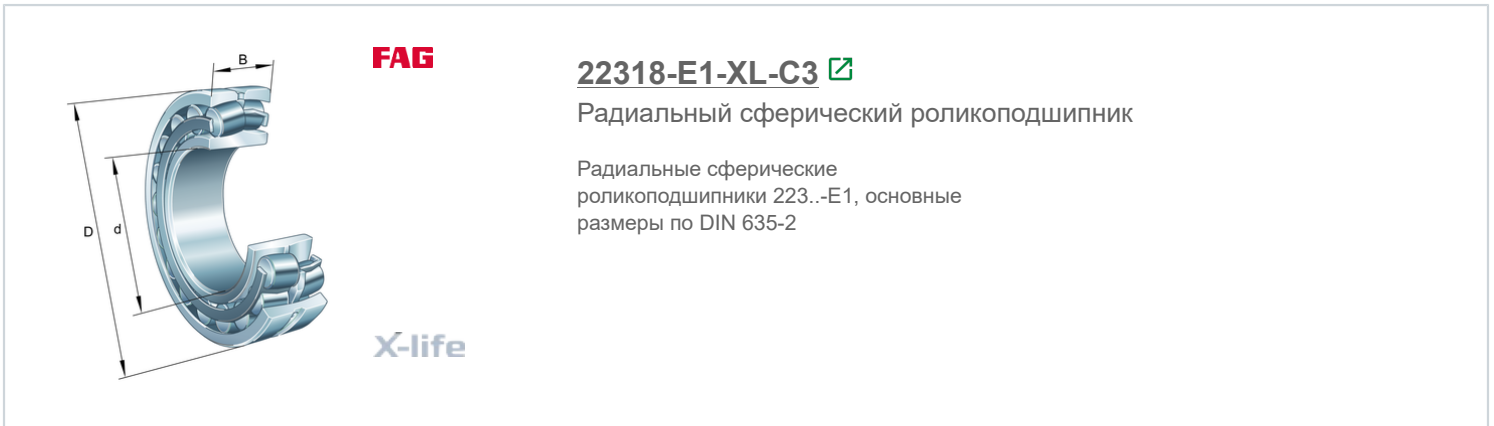 B
FAG
D
d
X-life
22318-E1-XL-C3
Радиальный сферический роликоподшипник
Радиальные сферические
роликоподшипники 223..-E1, основные
размеры по DIN 635-2